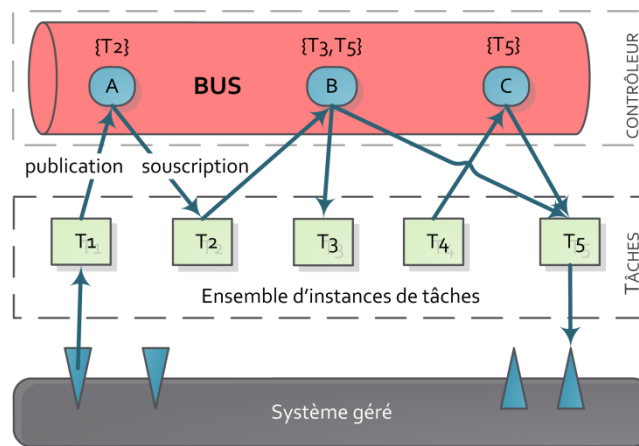 {T2}
{T3,T5}
{T5}
A
BUS
B
C
CONTRÔLEUR
publication
souscription
T1
T2
T3
T4
T5
TÂCHES
Ensemble d'instances de tâches
Système géré